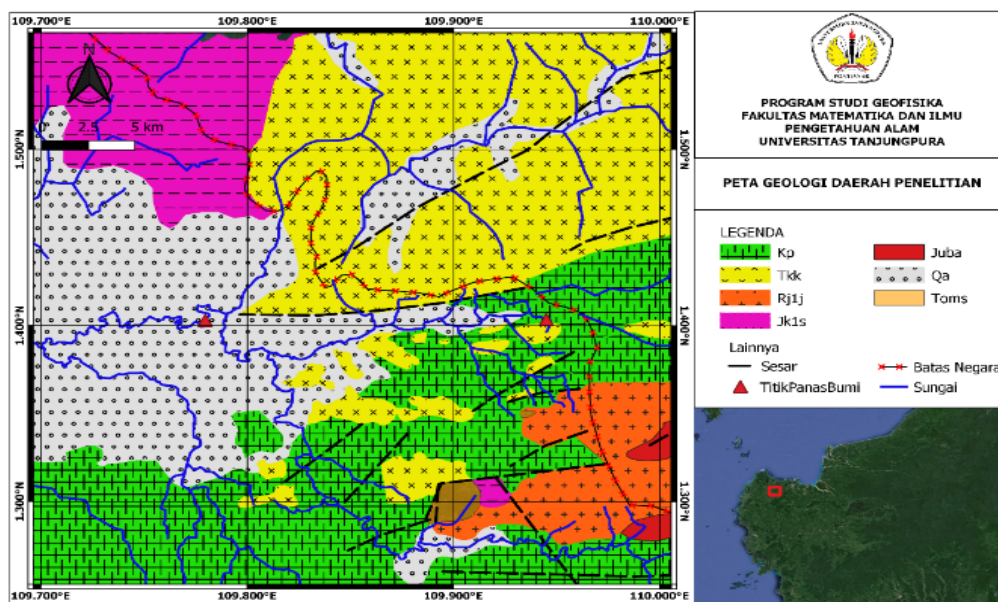 109.700°E 109.800°E 109.900°E 110.000°E
N
0 2.5 5 km
1.500°N 1.500°N
1.400°N 1.400°N
1.300°N 1.300°N
109.700°E 109.800°E 109.900°E 110.000°E
PROGRAM STUDI GEOFISIKA
FAKULTAS MATEMATIKA DAN ILMU
PENGETAHUAN ALAM
UNIVERSITAS TANJUNGPURA
PETA GEOLOGI DAERAH PENELITIAN
LEGENDA
Kp Juba
Tkk Qa
Rj1j Toms
Jk1s
Lainnya
Sesar Batas Negara
TitikPanasBumi Sungai